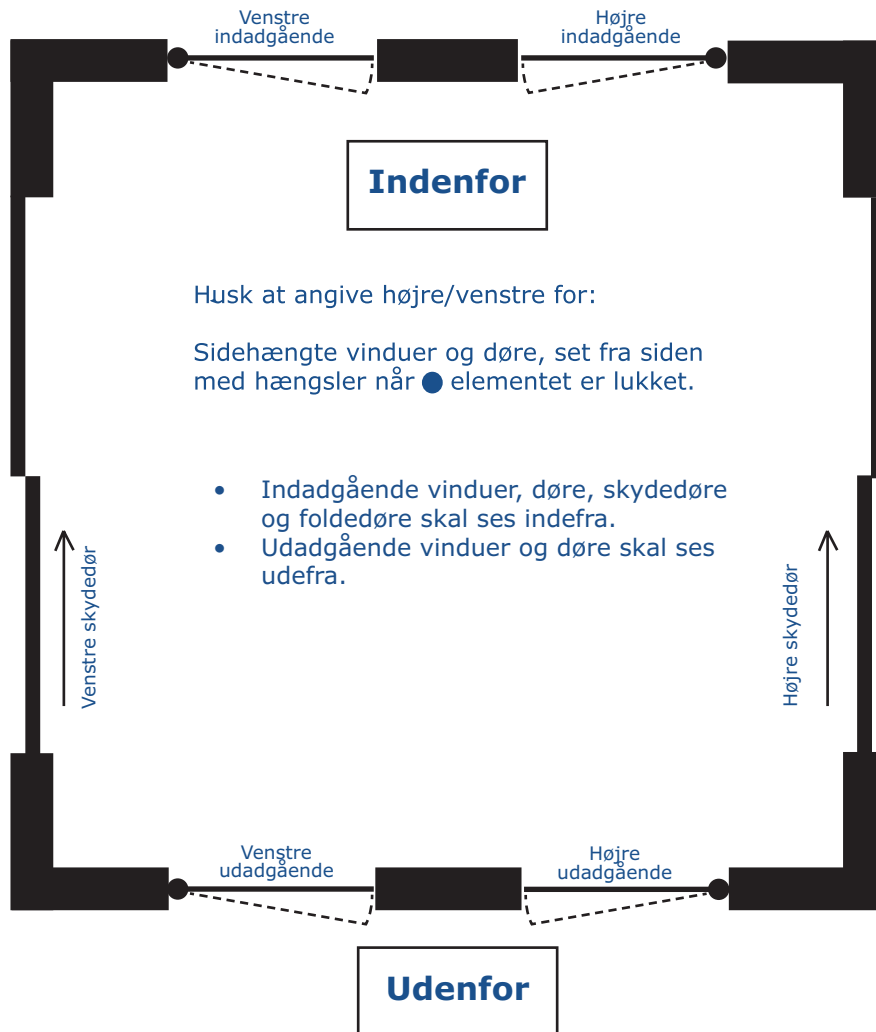 Venstre
indadgående
Højre
indadgående
Indenfor
Husk at angive højre/venstre for:
Sidehængte vinduer og døre, set fra siden
med hængsler når elementet er lukket.
• Indadgående vinduer, døre, skydedøre
og foldedøre skal ses indefra.
• Udadgående vinduer og døre skal ses
udefra.
Venstre skydedør
Højre skydedør
Venstre
udadgående
Højre
udadgående
Udenfor